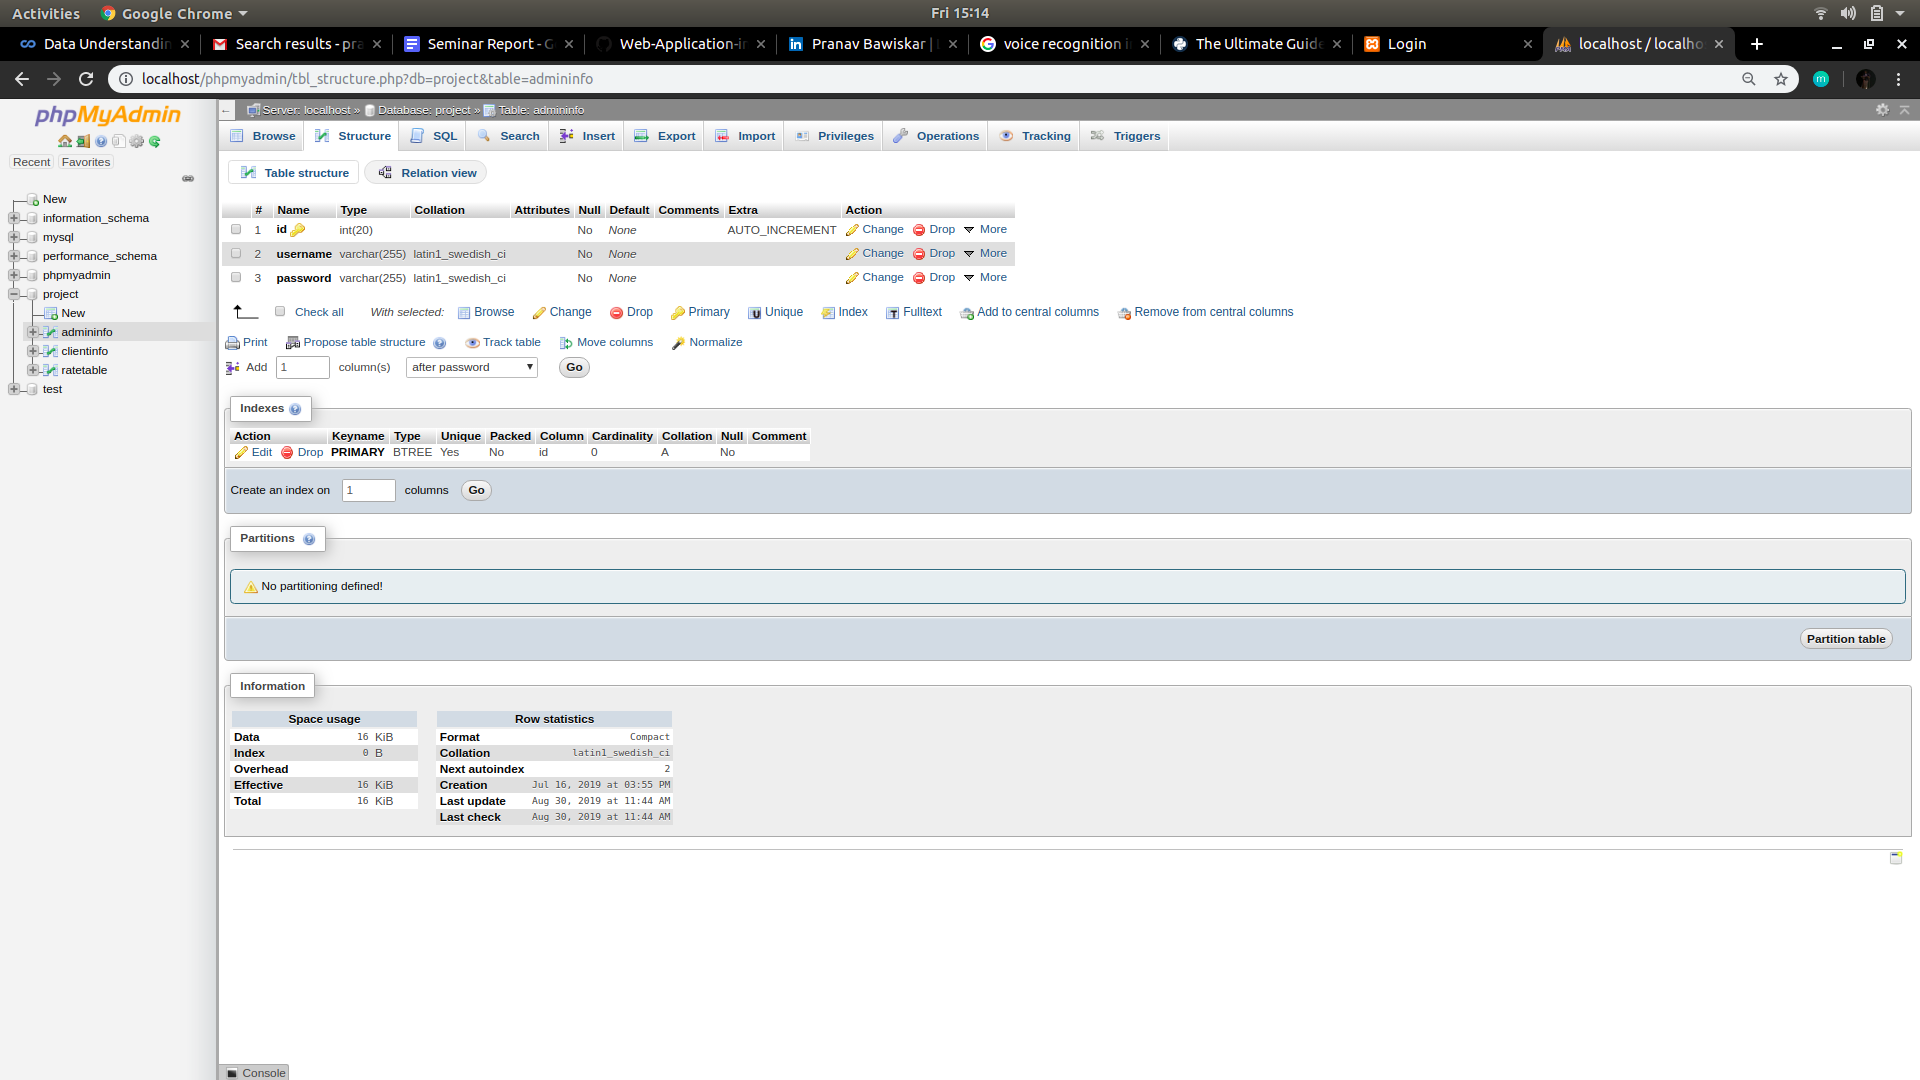 Activities Google Chrome Fri 15:14
Data Understandin Search results - pra Seminar Report - G Web-Application-i Pranav Bawiskar | voice recognition i The Ultimate Guide Login localhost / localho
localhost/phpmyadmin/tbl_structure.php?db=project&table=admininfo
phpMyAdmin
Recent Favorites
New
information_schema
mysql
performance_schema
phpmyadmin
project
New
admininfo
clientinfo
ratetable
test
Server: localhost » Database: project » Table: admininfo
Browse Structure SQL Search Insert Export Import Privileges Operations Tracking Triggers
Table structure Relation view
# Name Type Collation Attributes Null Default Comments Extra Action
1 id int(20) No None AUTO_INCREMENT Change Drop More
2 username varchar(255) latin1_swedish_ci No None Change Drop More
3 password varchar(255) latin1_swedish_ci No None Change Drop More
Check all With selected: Browse Change Drop Primary Unique Index Fulltext Add to central columns Remove from central columns
Print Propose table structure Track table Move columns Normalize
Add 1 column(s) after password Go
Indexes
Action Keyname Type Unique Packed Column Cardinality Collation Null Comment
Edit Drop PRIMARY BTREE Yes No id 0 A No
Create an index on 1 columns Go
Partitions
No partitioning defined!
Partition table
Information
Space usage
Data 16 KiB
Index 0 B
Overhead
Effective 16 KiB
Total 16 KiB
Row statistics
Format Compact
Collation latin1_swedish_ci
Next autoindex 2
Creation Jul 16, 2019 at 03:55 PM
Last update Aug 30, 2019 at 11:44 AM
Last check Aug 30, 2019 at 11:44 AM
Console